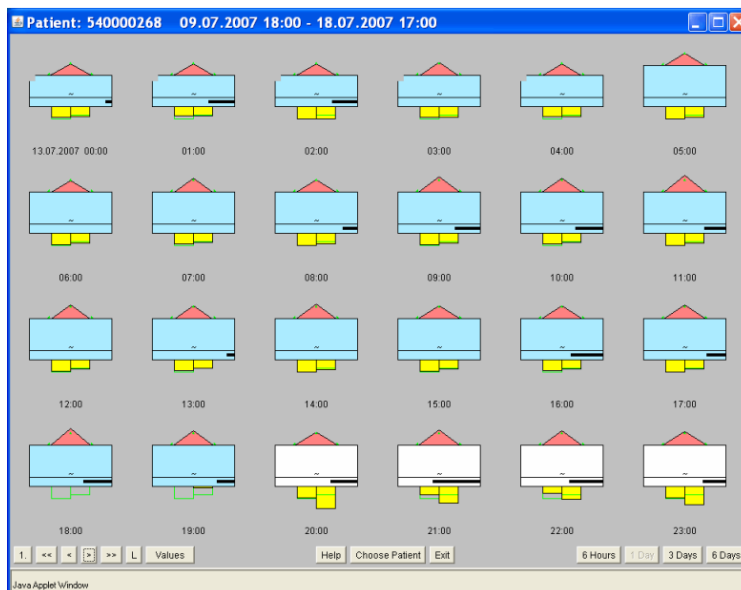 Patient: 540000268 09.07.2007 18:00 - 18.07.2007 17:00
~ ~ ~ ~ ~ ~
13.07.2007 00:00 01:00 02:00 03:00 04:00 05:00
~ ~ ~ ~ ~ ~
06:00 07:00 08:00 09:00 10:00 11:00
~ ~ ~ ~ ~ ~
12:00 13:00 14:00 15:00 16:00 17:00
~ ~ ~ ~ ~ ~
18:00 19:00 20:00 21:00 22:00 23:00
1. << < > >> L Values Help Choose Patient Exit 6 Hours 1 Day 3 Days 6 Days
Java Applet Window